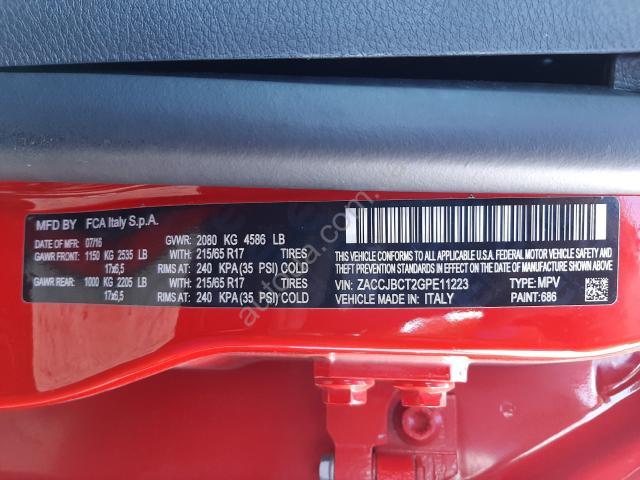 MFD BY FCA Italy S.p.A.
DATE OF MFR: 07/16 GVWR: 2080 KG 4586 LB
GAWR FRONT: 1150 KG 2535 LB WITH 215/65 R17 TIRES
17x6,5 RIMS AT 240 KPA (35 PSI) COLD
GAWR REAR: 1000 KG 2205 LB WITH 215/65 R17 TIRES
17x6,5 RIMS AT 240 KPA (35 PSI) COLD
THIS VEHICLE CONFORMS TO ALL APPLICABLE U.S.A. FEDERAL MOTOR VEHICLE SAFETY
BUMPER, AND THEFT PREVENTION STANDARDS IN EFFECT ON THE DATE OF MFR SHOWN ABOVE
VIN: ZACCJBCT2GPE11223 TYPE: MPV
VEHICLE MADE IN ITALY PAINT: 686